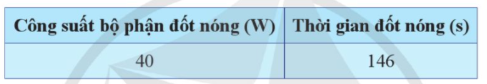 Công suất bộ phận đốt nóng (W) Thời gian đốt nóng (s)
40 146